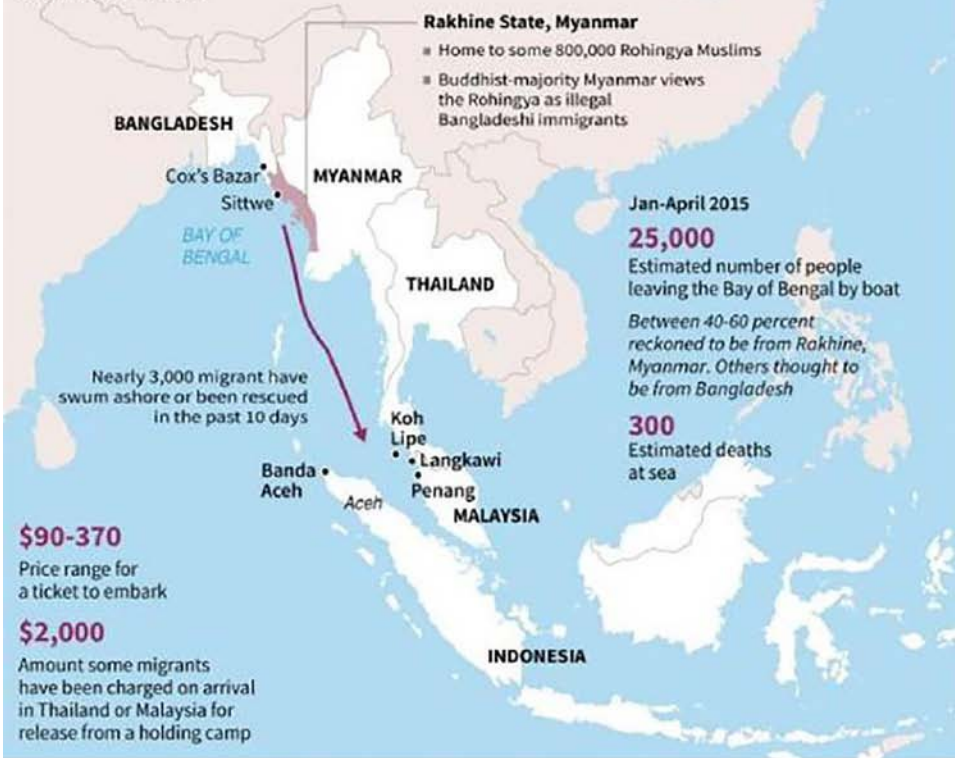 Rakhine State, Myanmar
Home to some 800,000 Rohingya Muslims
Buddhist-majority Myanmar views
the Rohingya as illegal
Bangladeshi immigrants
BANGLADESH
Cox's Bazar
Sittwe
MYANMAR
BAY OF
BENGAL
THAILAND
Jan-April 2015
25,000
Estimated number of people
leaving the Bay of Bengal by boat
Between 40-60 percent
reckoned to be from Rakhine,
Myanmar. Others thought to
be from Bangladesh
300
Estimated deaths
at sea
Nearly 3,000 migrant have
swum ashore or been rescued
in the past 10 days
Koh
Lipe
Langkawi
Penang
Banda
Aceh
Aceh
MALAYSIA
INDONESIA
$90-370
Price range for
a ticket to embark
$2,000
Amount some migrants
have been charged on arrival
in Thailand or Malaysia for
release from a holding camp